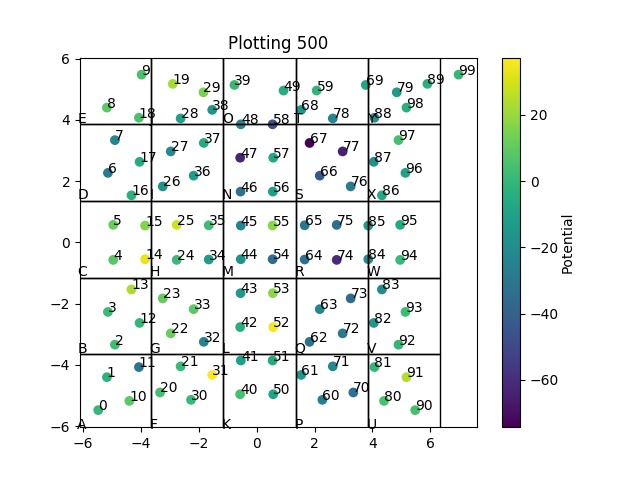 Plotting 500
6
9 99
19 39 69 89
29 49 59 79
8 38 68 98
4 E 18 28 O 48 58 T 78 Y 88
7 37 67 97
27 17 47 57 77 87
6 36 66 96
2 26 46 56 76
D 16 N S X 86
5 15 25 35 45 55 65 75 85 95
0
4 14 24 34 44 54 64 74 84 94
C H M R W
13 23 43 53 73 83
−2 3 33 63 93
12 22 42 52 72 82
2 32 62 92
B G L Q V
−4 11 21 41 51 71 81
1 31 61 91
10 20 30 40 50 60 70 80
0 90
−6 A F K P U
−6 −4 −2 0 2 4 6
20
0
−20
−40
−60
Potential